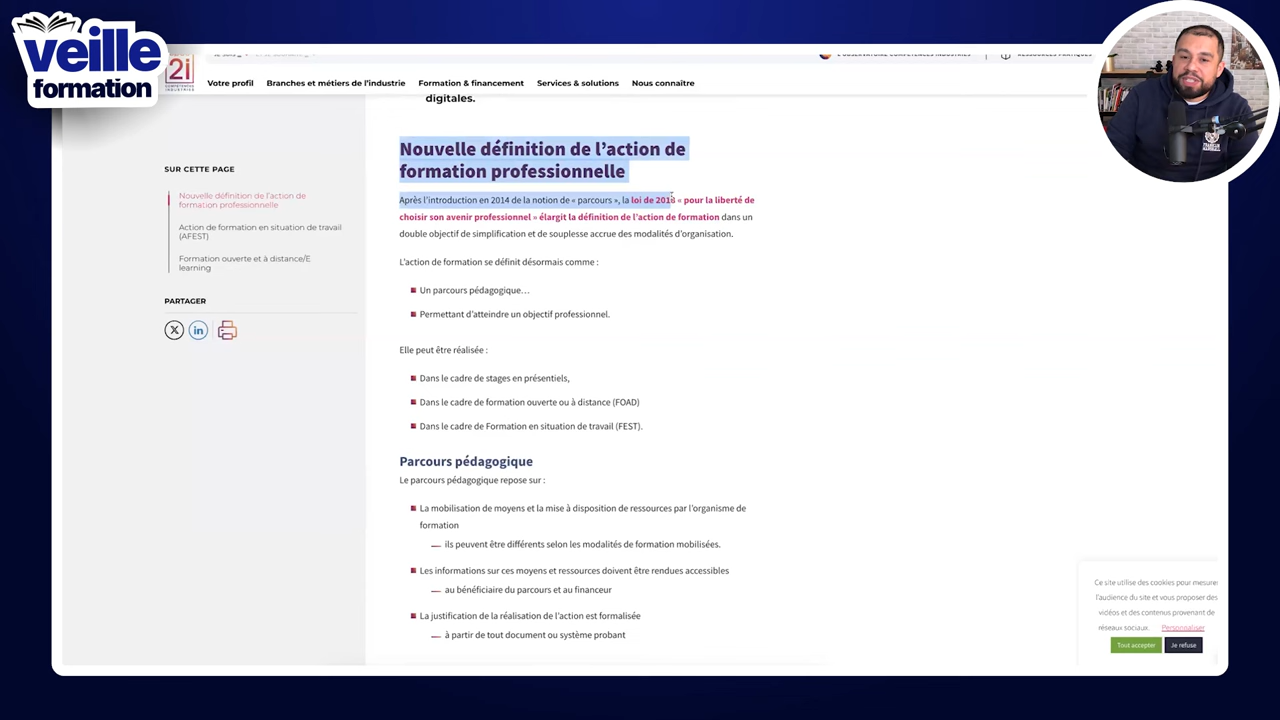 veille
formation
2i
COMPÉTENCES
INDUSTRIES
Votre profil
Branches et métiers de l'industrie
Formation & financement
Services & solutions
Nous connaître
digitales.
SUR CETTE PAGE
Nouvelle définition de l'action de
formation professionnelle
Action de formation en situation de travail
(AFEST)
Formation ouverte et à distance/E
learning
PARTAGER
Nouvelle définition de l'action de
formation professionnelle
Après l'introduction en 2014 de la notion de « parcours », la loi de 2018 « pour la liberté de
choisir son avenir professionnel » élargit la définition de l'action de formation dans un
double objectif de simplification et de souplesse accrue des modalités d'organisation.
L'action de formation se définit désormais comme :
Un parcours pédagogique…
Permettant d'atteindre un objectif professionnel.
Elle peut être réalisée :
Dans le cadre de stages en présentiels,
Dans le cadre de formation ouverte ou à distance (FOAD)
Dans le cadre de Formation en situation de travail (FEST).
Parcours pédagogique
Le parcours pédagogique repose sur :
La mobilisation de moyens et la mise à disposition de ressources par l'organisme de
formation
ils peuvent être différents selon les modalités de formation mobilisées.
Les informations sur ces moyens et ressources doivent être rendues accessibles
au bénéficiaire du parcours et au financeur
La justification de la réalisation de l'action est formalisée
à partir de tout document ou système probant
Ce site utilise des cookies pour mesurer
l'audience du site et vous proposer des
vidéos et des contenus provenant de
réseaux sociaux. Personnaliser
Tout accepter
Je refuse